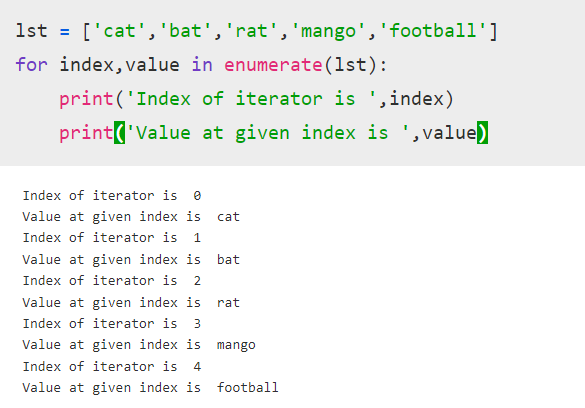 lst = ['cat','bat','rat','mango','football']
for index,value in enumerate(lst):
    print('Index of iterator is ',index)
    print('Value at given index is ',value)
Index of iterator is  0
Value at given index is  cat
Index of iterator is  1
Value at given index is  bat
Index of iterator is  2
Value at given index is  rat
Index of iterator is  3
Value at given index is  mango
Index of iterator is  4
Value at given index is  football